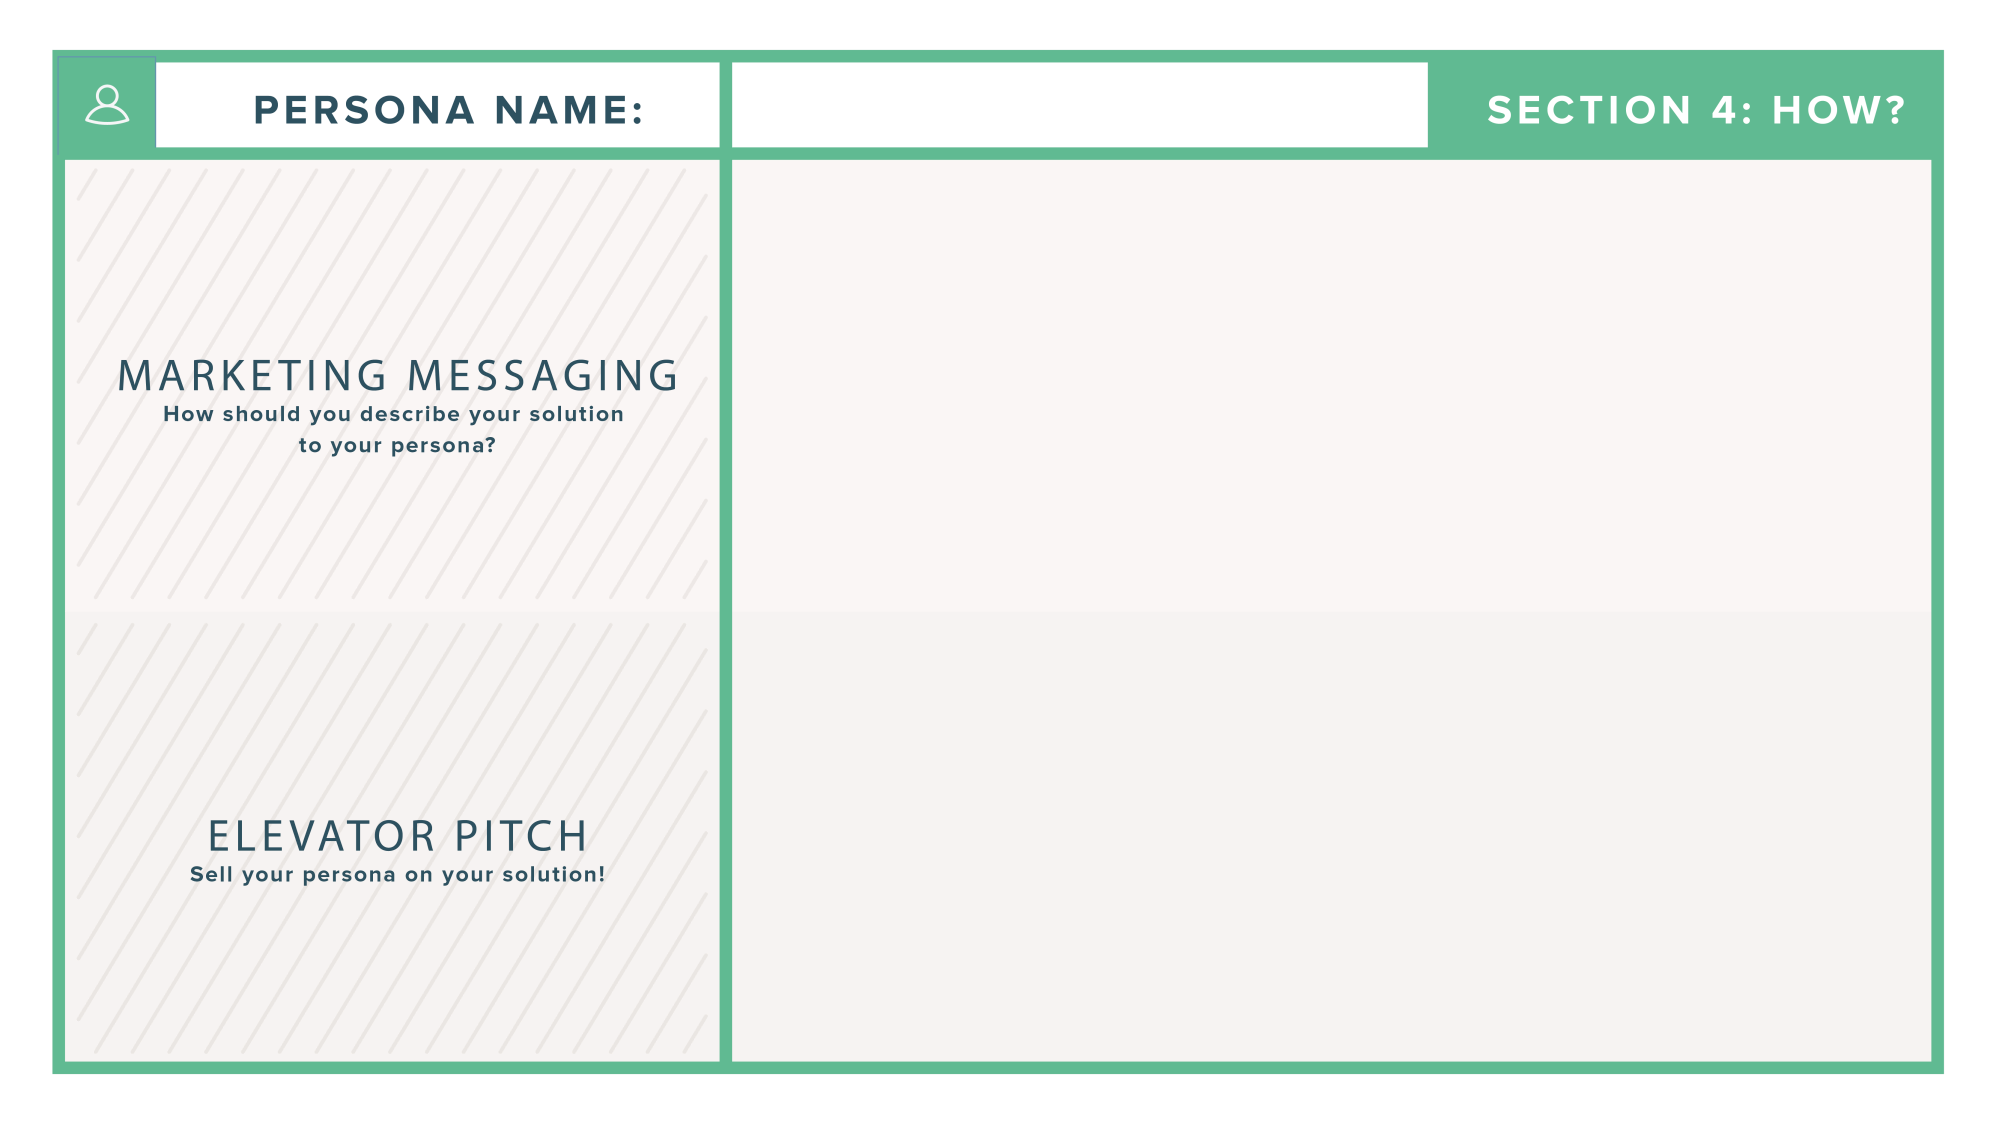 PERSONA NAME:
SECTION 4: HOW?
MARKETING MESSAGING
How should you describe your solution
to your persona?
ELEVATOR PITCH
Sell your persona on your solution!